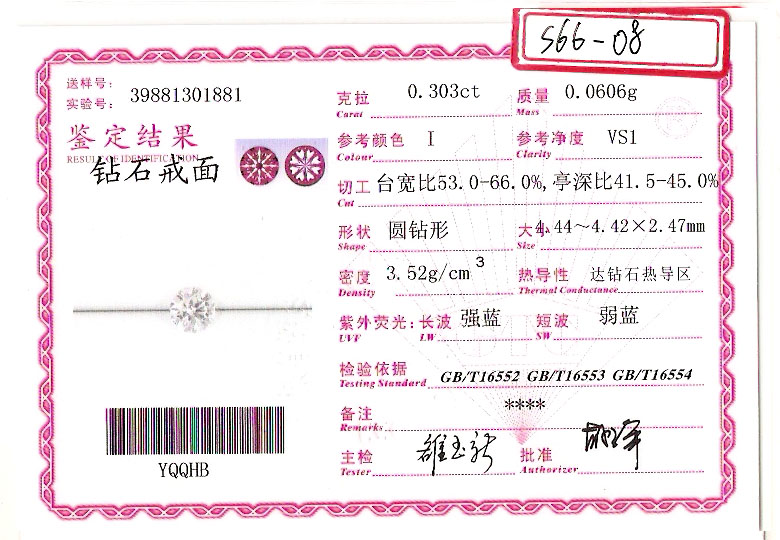 S66-08
送样号:
实验号: 39881301881
鉴定结果
RESULT OF IDENTIFICATION
钻石戒面
YQQHB
克拉 0.303ct 质量 0.0606g
Carat Mass
参考颜色 I 参考净度 VS1
Colour Clarity
切工 台宽比53.0-66.0%,亭深比41.5-45.0%
Cut
形状 圆钻形 大小 4.44～4.42×2.47mm
Shape Size
密度 3.52g/cm³ 热导性 达钻石热导区
Density Thermal Conductance
紫外荧光: 长波 强蓝 短波 弱蓝
UVF LW SW
检验依据 GB/T16552 GB/T16553 GB/T16554
Testing Standard
备注 ****
Remarks
主检 批准
Tester Authorizer